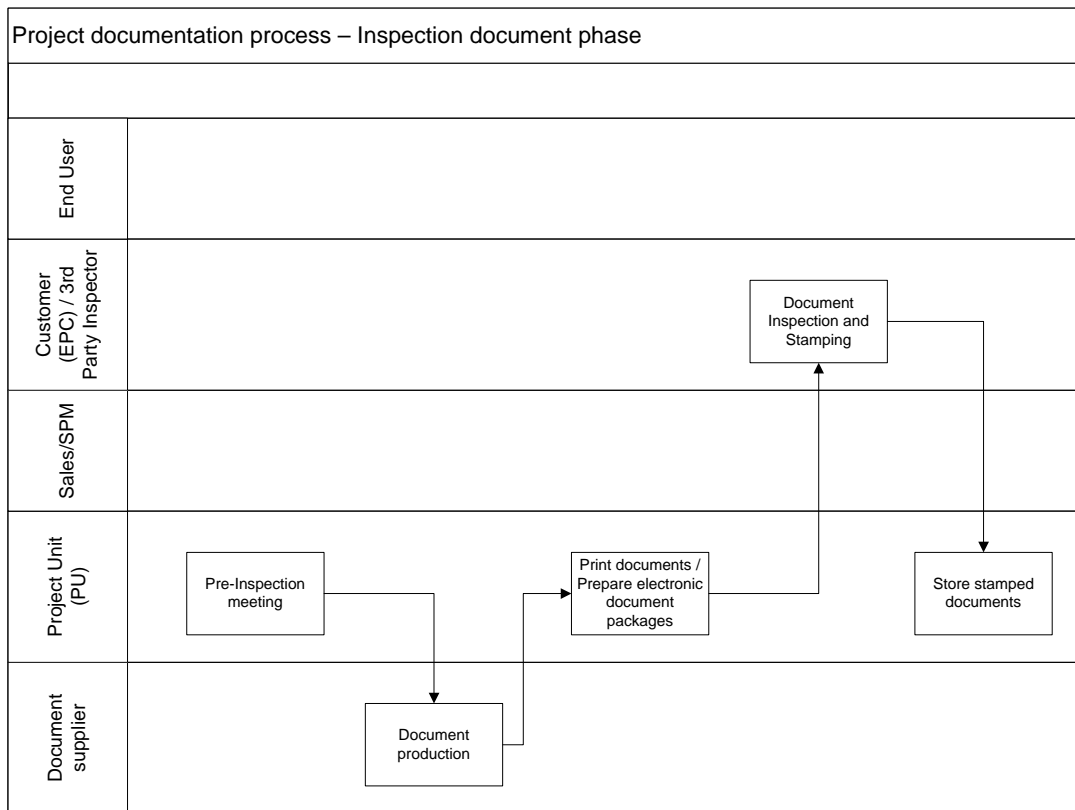 Project documentation process – Inspection document phase
End User
Customer
(EPC) / 3rd
Party Inspector
Document
Inspection and
Stamping
Sales/SPM
Project Unit
(PU)
Pre-Inspection
meeting
Print documents /
Prepare electronic
document
packages
Store stamped
documents
Document
supplier
Document
production